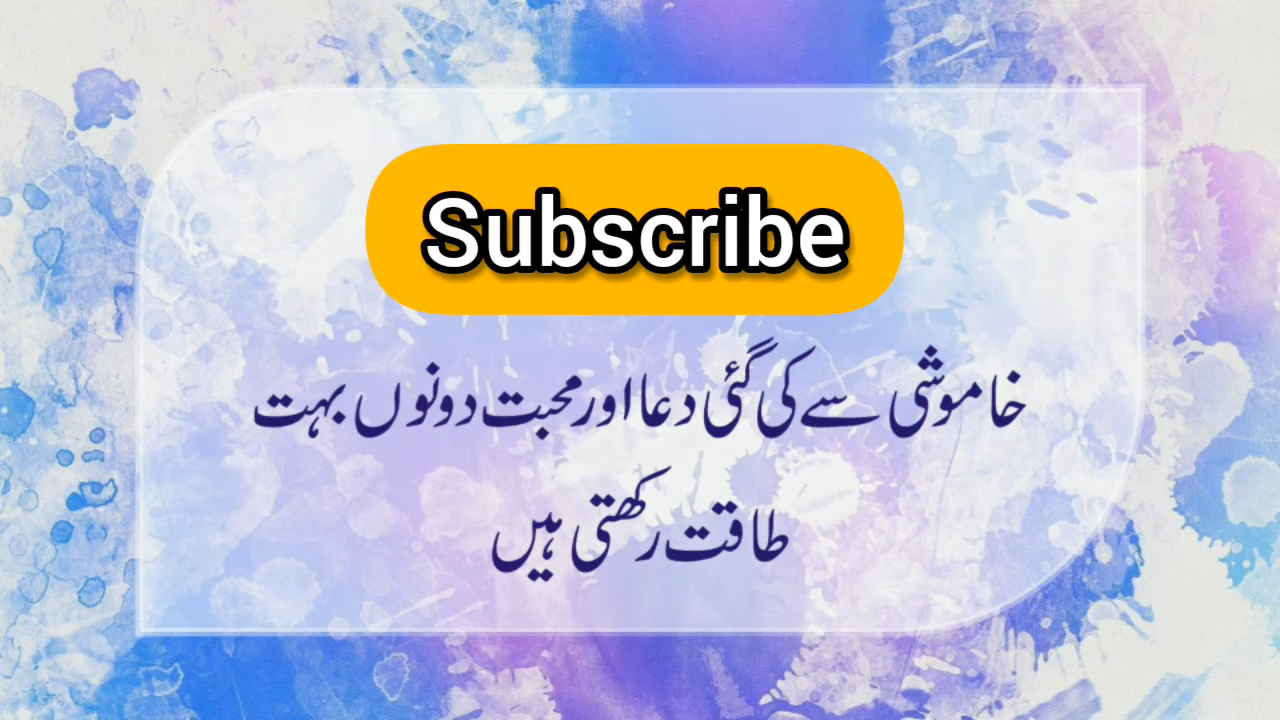 Subscribe
خاموشی سے کی گئی دعا اور محبت دونوں بہت
طاقت رکھتی ہیں